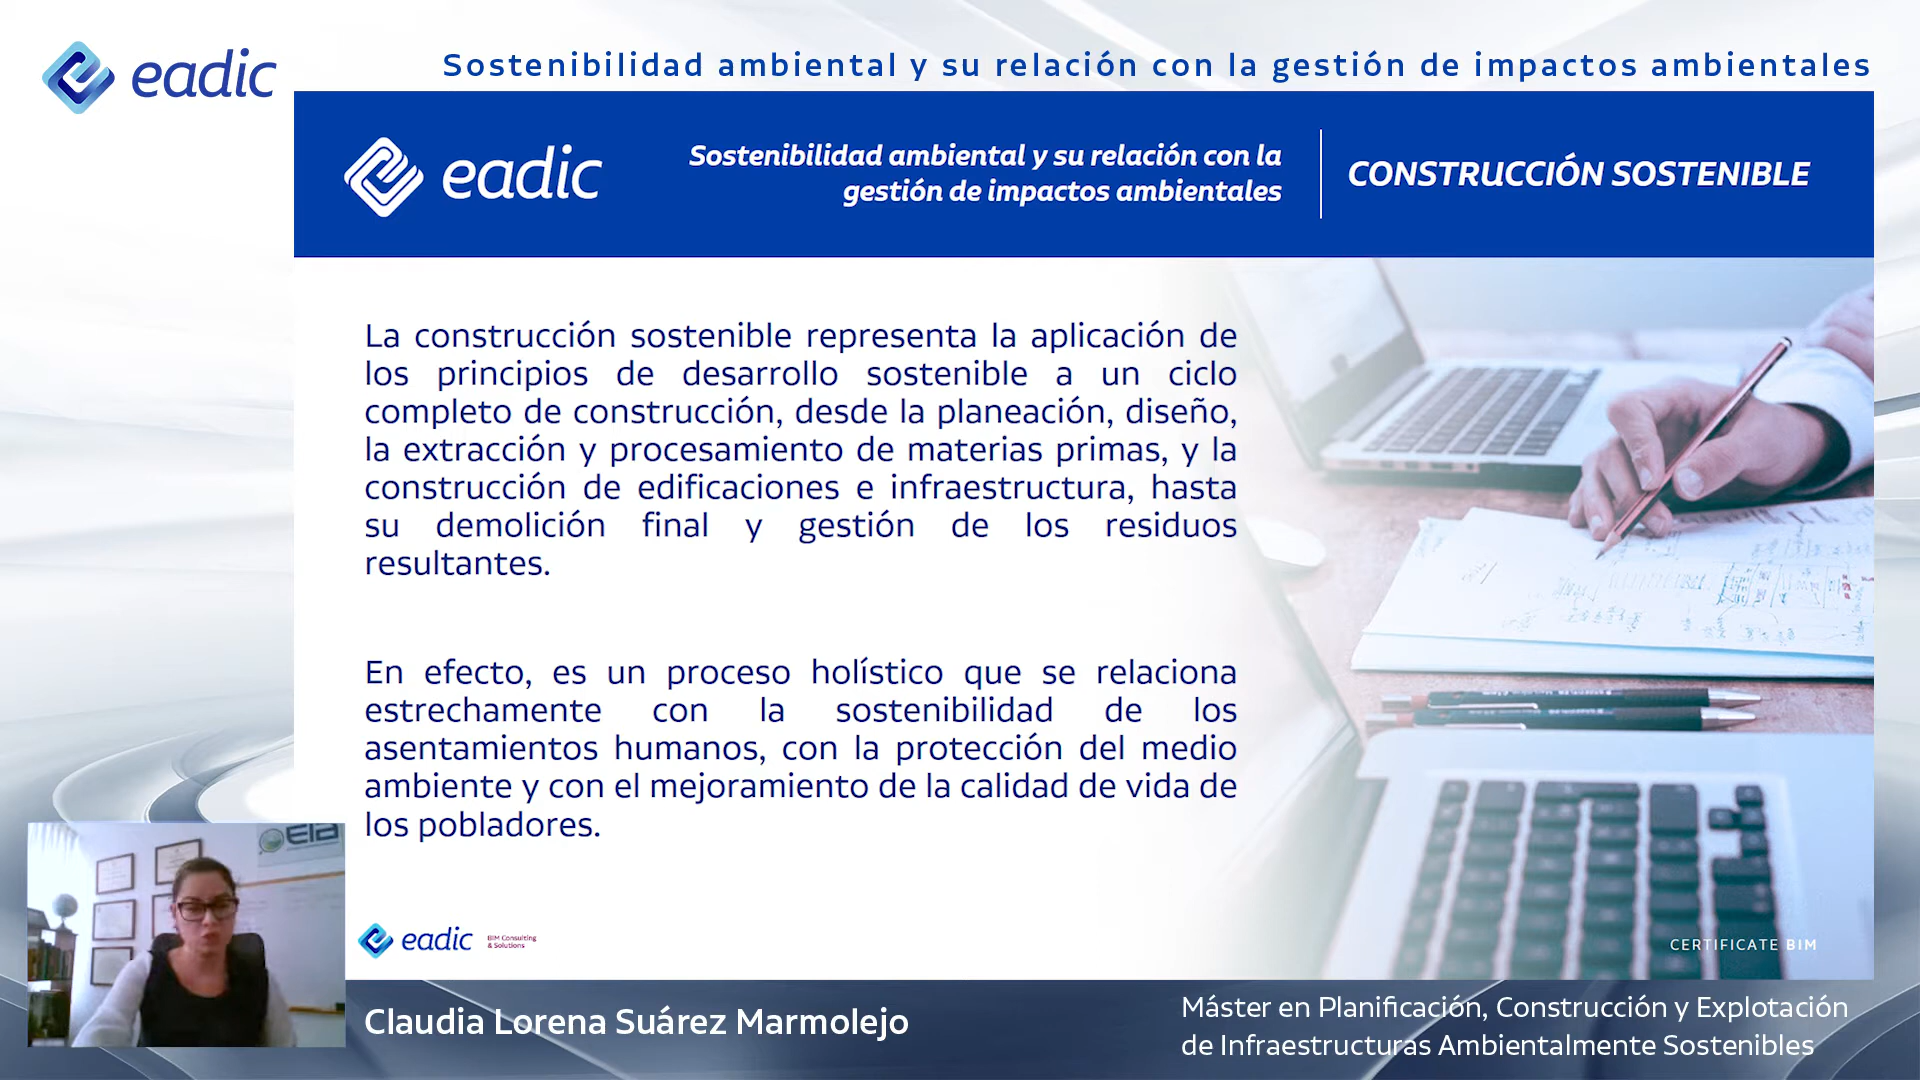 eadic
Sostenibilidad ambiental y su relación con la gestión de impactos ambientales
eadic
Sostenibilidad ambiental y su relación con la
gestión de impactos ambientales
CONSTRUCCIÓN SOSTENIBLE
La construcción sostenible representa la aplicación de
los principios de desarrollo sostenible a un ciclo
completo de construcción, desde la planeación, diseño,
la extracción y procesamiento de materias primas, y la
construcción de edificaciones e infraestructura, hasta
su demolición final y gestión de los residuos
resultantes.
En efecto, es un proceso holístico que se relaciona
estrechamente con la sostenibilidad de los
asentamientos humanos, con la protección del medio
ambiente y con el mejoramiento de la calidad de vida de
los pobladores.
eadic
BIM Consulting
& Solutions
CERTIFICATE BIM
Claudia Lorena Suárez Marmolejo
Máster en Planificación, Construcción y Explotación
de Infraestructuras Ambientalmente Sostenibles